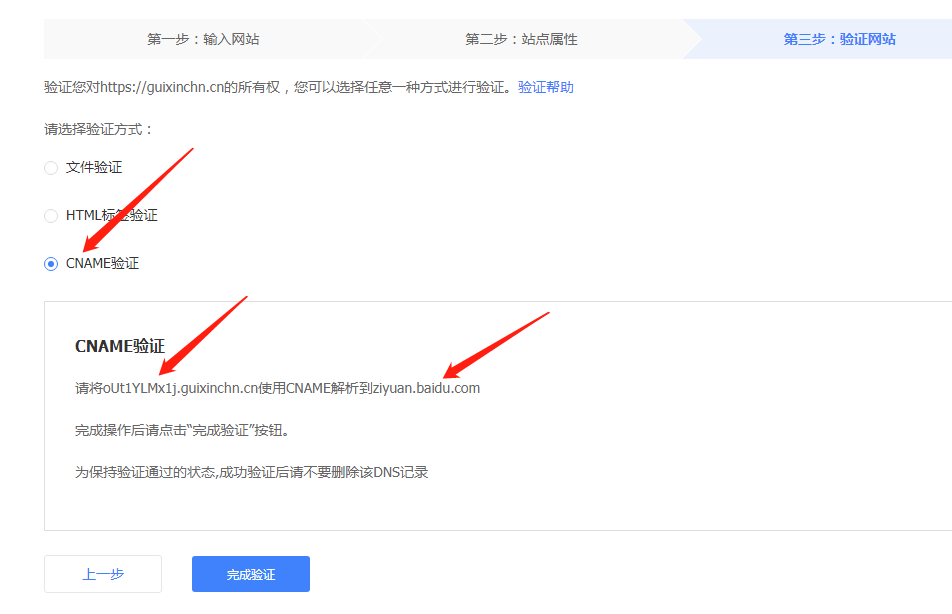 第一步：输入网站
第二步：站点属性
第三步：验证网站
验证您对https://guixinchn.cn的所有权，您可以选择任意一种方式进行验证。验证帮助
请选择验证方式：
文件验证
HTML标签验证
CNAME验证
CNAME验证
请将oUt1YLMx1j.guixinchn.cn使用CNAME解析到ziyuan.baidu.com
完成操作后请点击“完成验证”按钮。
为保持验证通过的状态,成功验证后请不要删除该DNS记录
上一步
完成验证